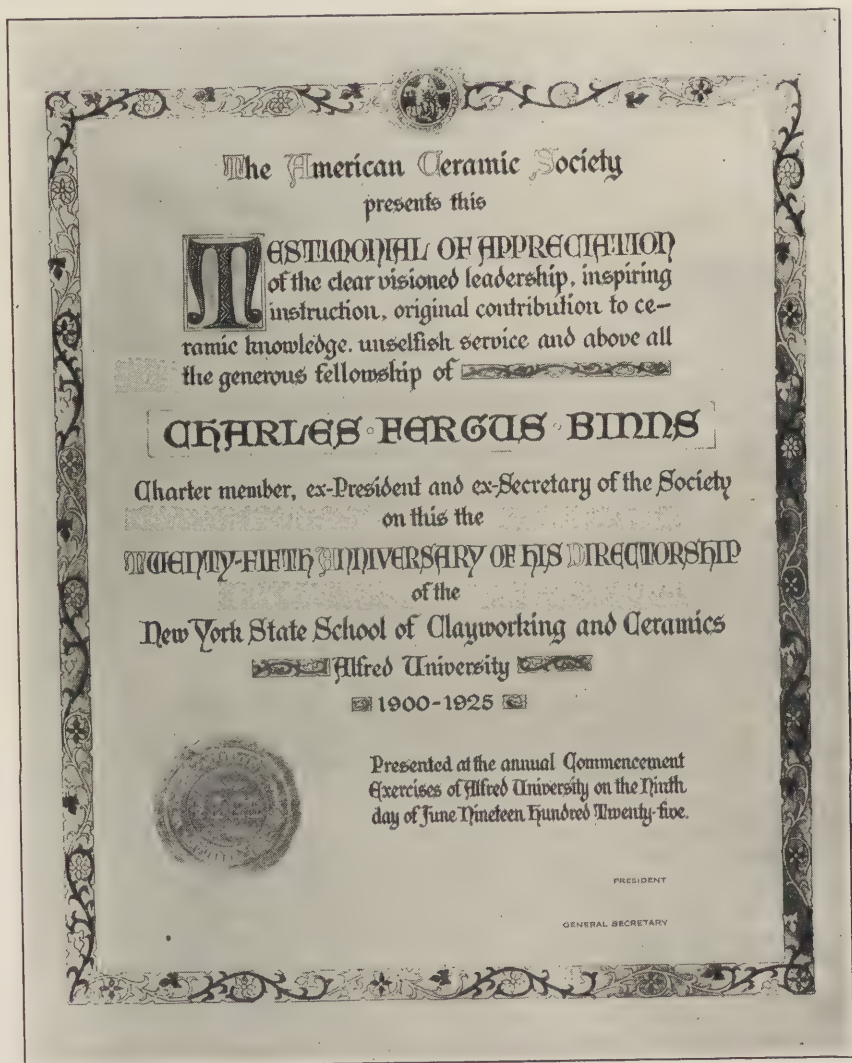 The American Ceramic Society
presents this
TESTIMONIAL OF APPRECIATION
of the clear visioned leadership, inspiring
instruction, original contribution to ce-
ramic knowledge, unselfish service and above all
the generous fellowship of
CHARLES FERGUS BINNS
Charter member, ex-President and ex-Secretary of the Society
on this the
TWENTY-FIFTH ANNIVERSARY OF HIS DIRECTORSHIP
of the
New York State School of Clayworking and Ceramics
Alfred University
1900-1925
Presented at the annual Commencement
Exercises of Alfred University on the Ninth
day of June Nineteen Hundred Twenty-five.
PRESIDENT
GENERAL SECRETARY